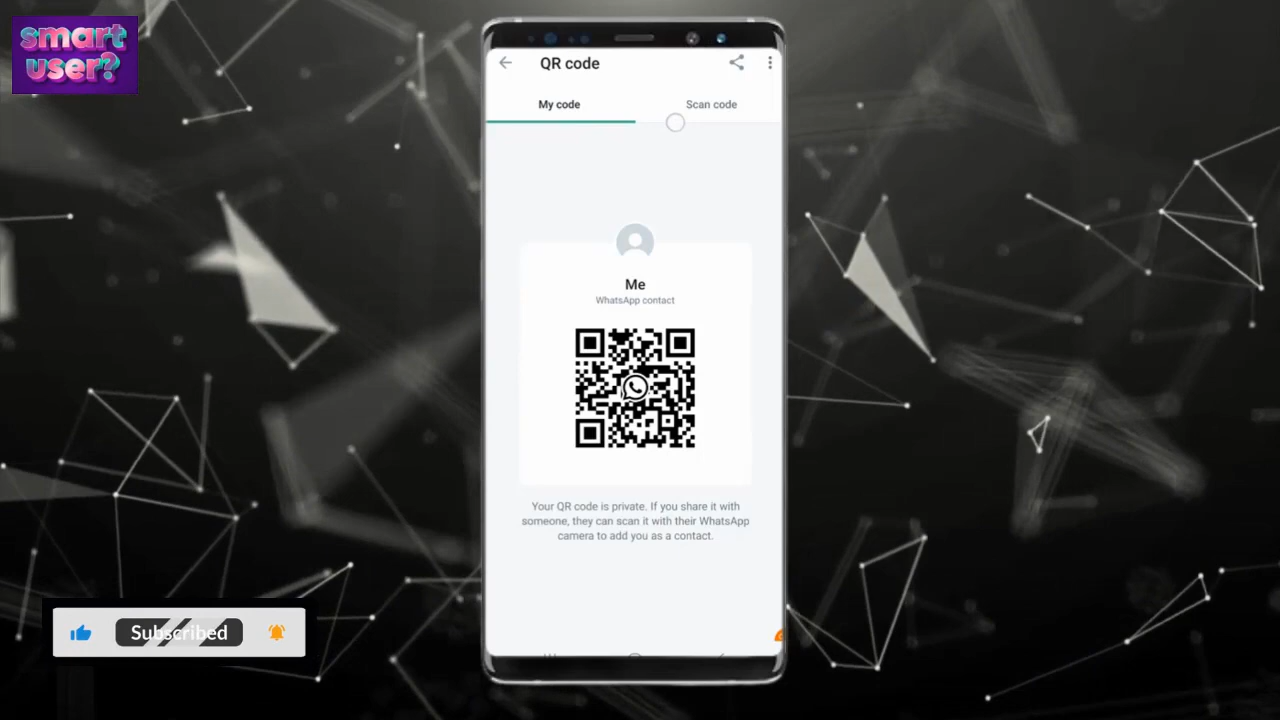 smart
user?
QR code
My code
Scan code
Me
WhatsApp contact
Your QR code is private. If you share it with
someone, they can scan it with their WhatsApp
camera to add you as a contact.
Subscribed